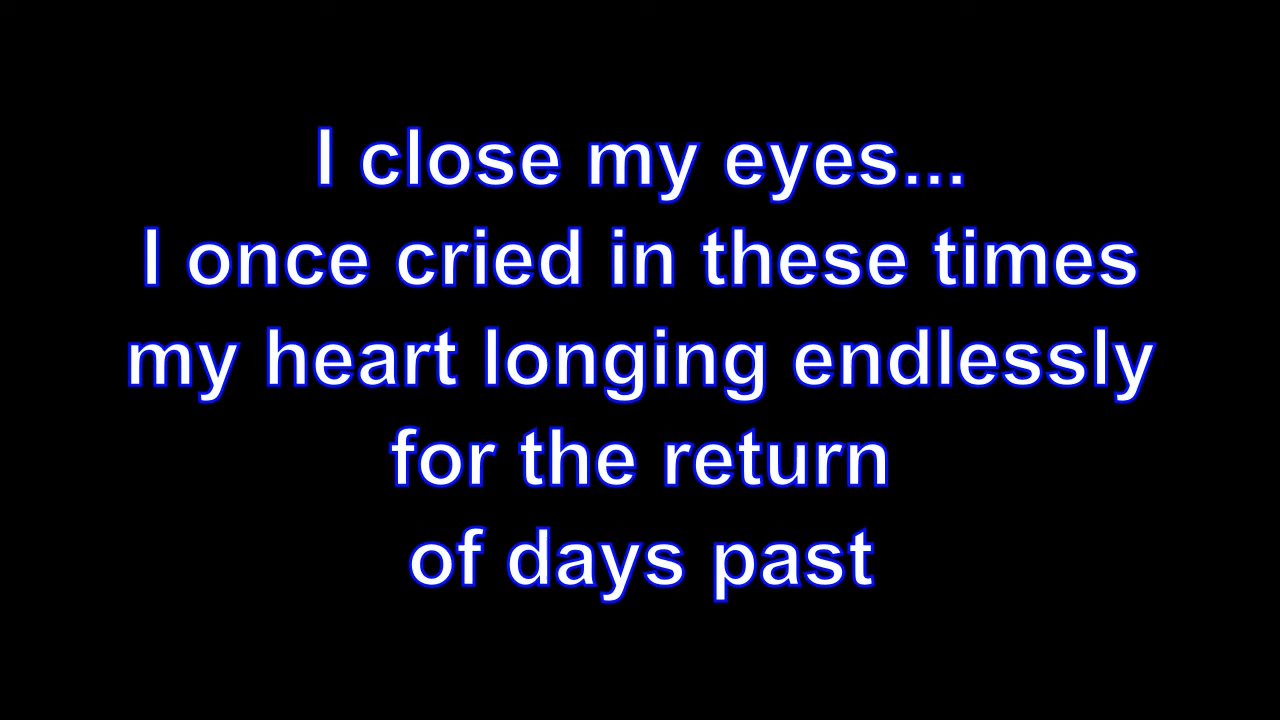 I close my eyes...
I once cried in these times
my heart longing endlessly
for the return
of days past